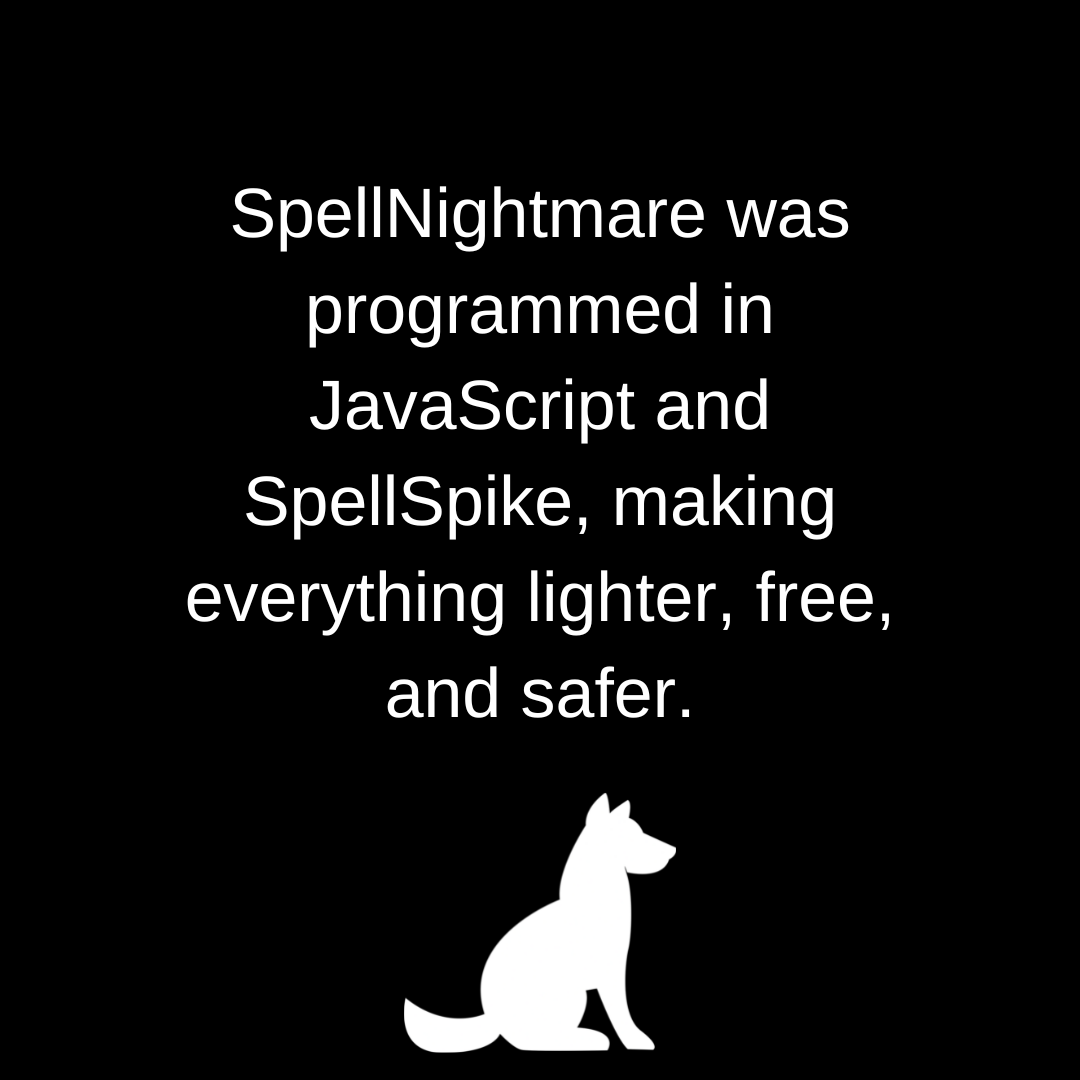 SpellNightmare was
programmed in
JavaScript and
SpellSpike, making
everything lighter, free,
and safer.